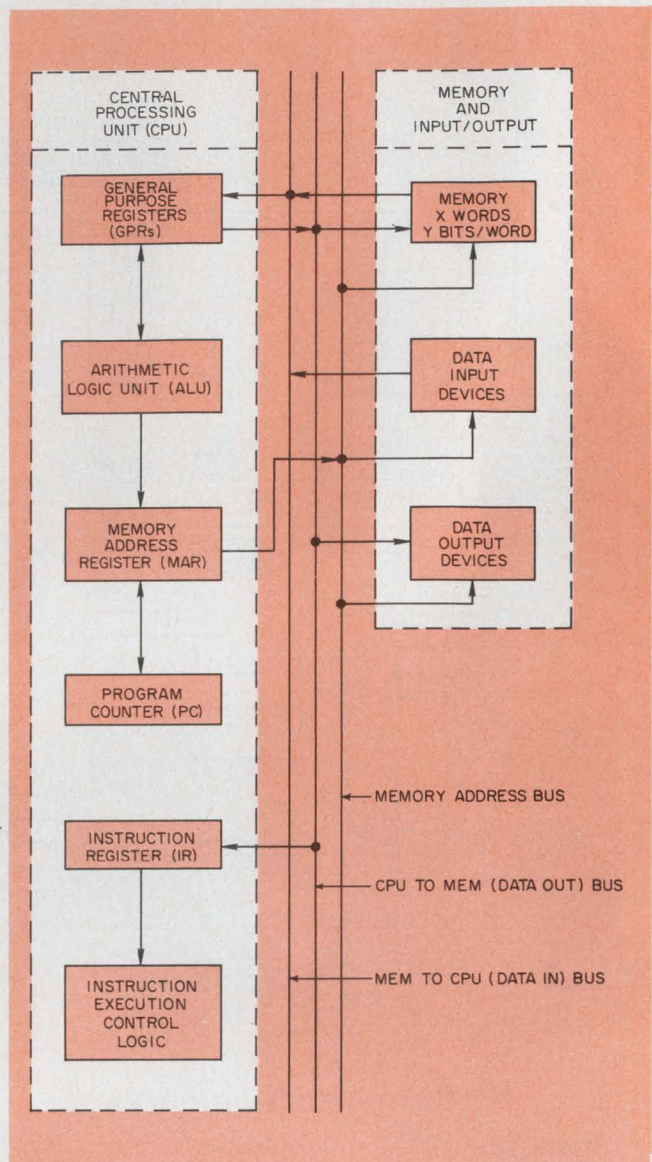 CENTRAL
PROCESSING
UNIT (CPU)
MEMORY
AND
INPUT/OUTPUT
GENERAL
PURPOSE
REGISTERS
(GPRs)
MEMORY
X WORDS
Y BITS/WORD
ARITHMETIC
LOGIC UNIT (ALU)
DATA
INPUT
DEVICES
MEMORY
ADDRESS
REGISTER (MAR)
DATA
OUTPUT
DEVICES
PROGRAM
COUNTER (PC)
MEMORY ADDRESS BUS
INSTRUCTION
REGISTER (IR)
CPU TO MEM (DATA OUT) BUS
MEM TO CPU (DATA IN) BUS
INSTRUCTION
EXECUTION
CONTROL
LOGIC